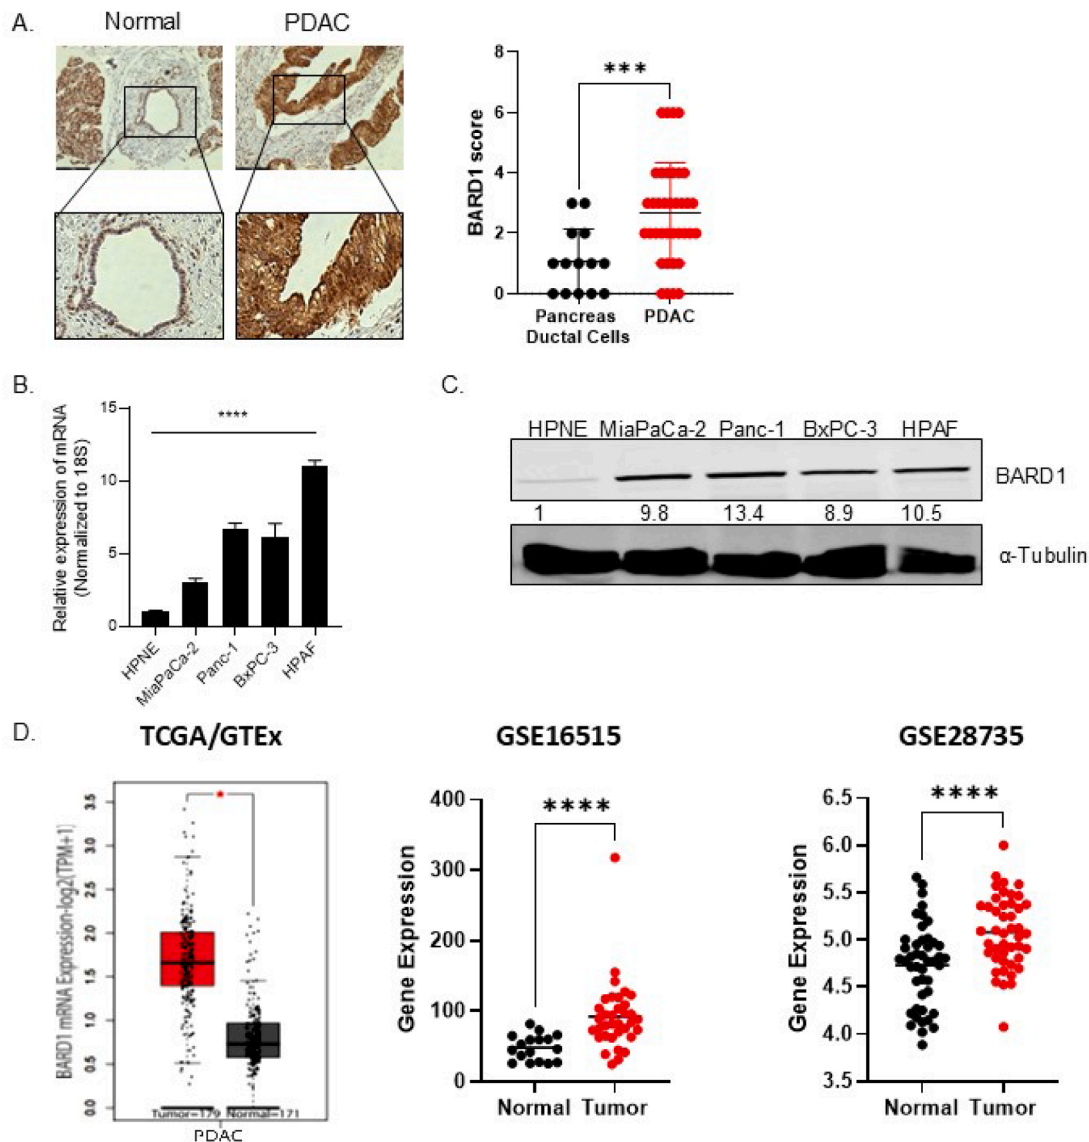 A.
Normal
PDAC
BARD1 score
8
6
4
2
0
***
Pancreas
Ductal Cells
PDAC
B.
Relative expression of mRNA
(Normalized to 18S)
15
10
5
0
****
HPNE
MiaPaCa-2
Panc-1
BxPC-3
HPAF
C.
HPNE MiaPaCa-2 Panc-1 BxPC-3 HPAF
BARD1
1 9.8 13.4 8.9 10.5
α-Tubulin
D.
TCGA/GTEx
BARD1 mRNA Expression-log2(TPM+1)
3.5
3.0
2.5
2.0
1.5
1.0
0.5
0.0
*
Tumor=179 Normal=171
PDAC
GSE16515
Gene Expression
400
300
200
100
0
****
Normal Tumor
GSE28735
Gene Expression
6.5
6.0
5.5
5.0
4.5
4.0
3.5
****
Normal Tumor